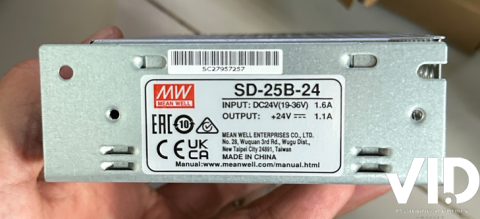 SC27957257
SD-25B-24
MW
MEAN WELL
INPUT: DC24V(19-36V) 1.6A
OUTPUT: +24V⎓ 1.1A
EAC 10
MEAN WELL ENTERPRISES CO., LTD.
No. 28, Wuquan 3rd Rd., Wugu Dist.,
New Taipei City 24891, Taiwan
CE UK CA
MADE IN CHINA
Manual:www.meanwell.com/manual.html
VID